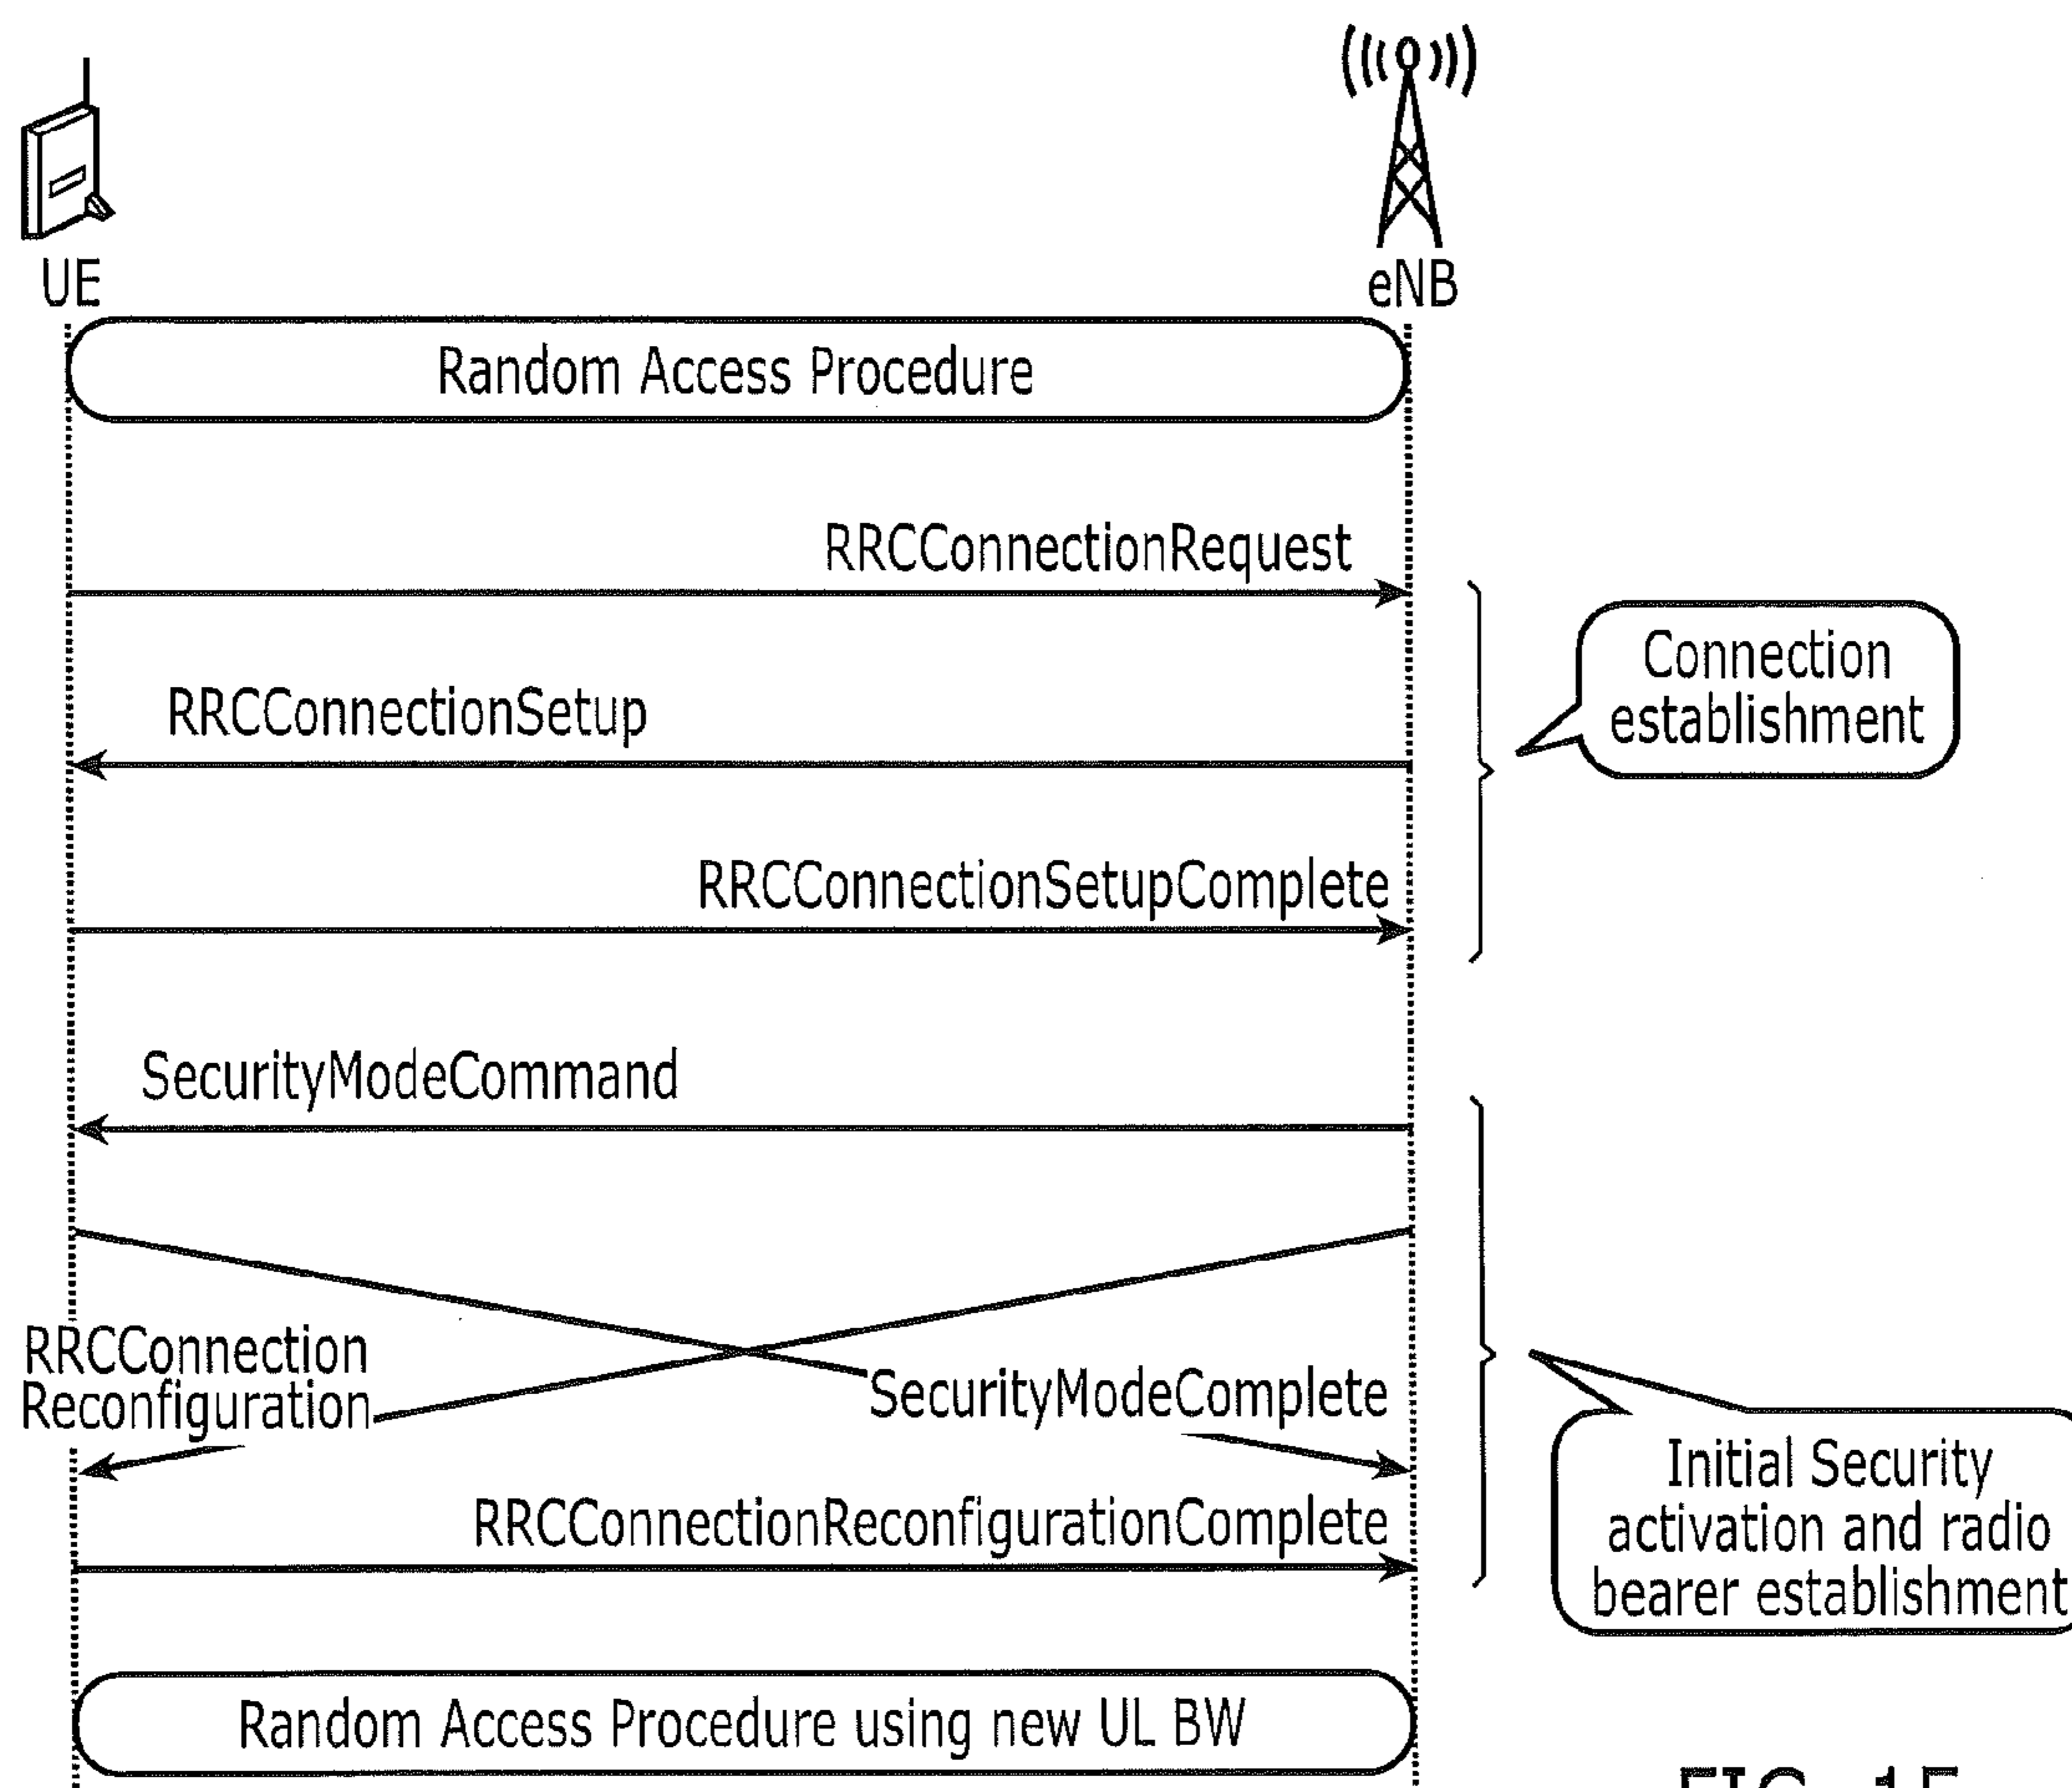 UE
eNB
Random Access Procedure
RRCConnectionRequest
Connection
establishment
RRCConnectionSetup
RRCConnectionSetupComplete
SecurityModeCommand
RRCConnection
Reconfiguration
SecurityModeComplete
Initial Security
activation and radio
bearer establishment
RRCConnectionReconfigurationComplete
Random Access Procedure using new UL BW